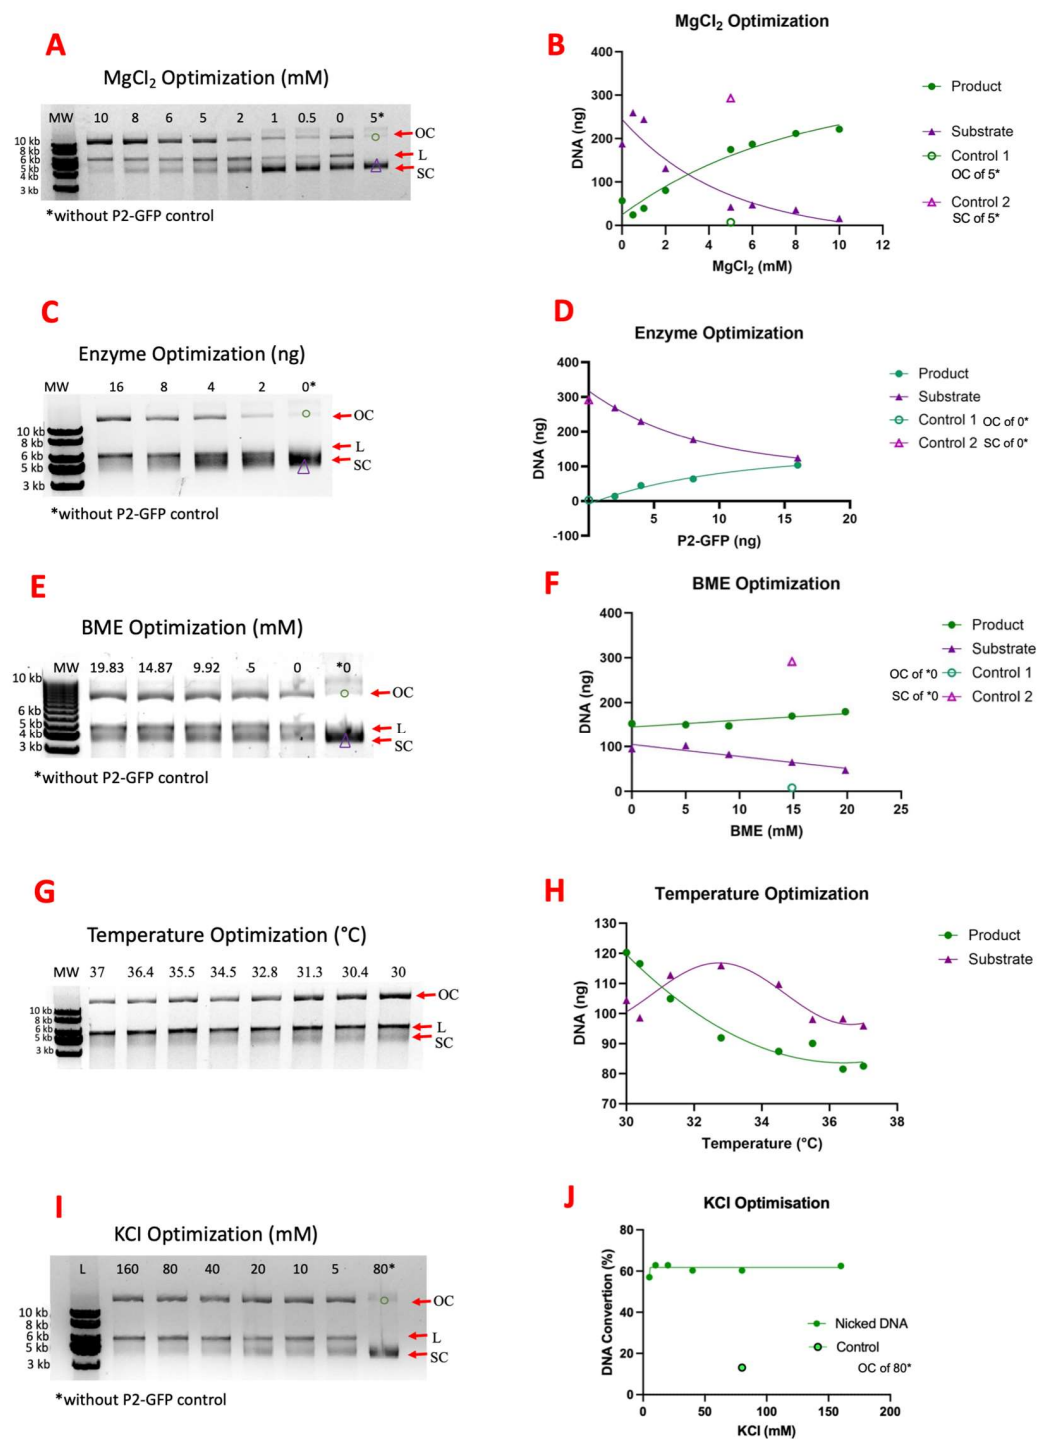 A
MgCl₂ Optimization (mM)
MW 10 8 6 5 2 1 0.5 0 5*
10 kb
8 kb
6 kb
5 kb
4 kb
3 kb
OC
L
SC
*without P2-GFP control
B
MgCl₂ Optimization
DNA (ng)
400
300
200
100
0
0 2 4 6 8 10 12
MgCl₂ (mM)
Product
Substrate
Control 1
OC of 5*
Control 2
SC of 5*
C
Enzyme Optimization (ng)
MW 16 8 4 2 0*
10 kb
8 kb
6 kb
5 kb
3 kb
OC
L
SC
*without P2-GFP control
D
Enzyme Optimization
DNA (ng)
400
300
200
100
0
-100
5 10 15 20
P2-GFP (ng)
Product
Substrate
Control 1 OC of 0*
Control 2 SC of 0*
E
BME Optimization (mM)
MW 19.83 14.87 9.92 5 0 *0
10 kb
6 kb
5 kb
4 kb
3 kb
OC
L
SC
*without P2-GFP control
F
BME Optimization
DNA (ng)
400
300
200
100
0
0 5 10 15 20 25
BME (mM)
Product
Substrate
OC of *0 Control 1
SC of *0 Control 2
G
Temperature Optimization (°C)
MW 37 36.4 35.5 34.5 32.8 31.3 30.4 30
10 kb
8 kb
6 kb
5 kb
3 kb
OC
L
SC
H
Temperature Optimization
DNA (ng)
130
120
110
100
90
80
70
30 32 34 36 38
Temperature (°C)
Product
Substrate
I
KCl Optimization (mM)
L 160 80 40 20 10 5 80*
10 kb
8 kb
6 kb
5 kb
3 kb
OC
L
SC
*without P2-GFP control
J
KCl Optimisation
DNA Convertion (%)
80
60
40
20
0
0 50 100 150 200
KCl (mM)
Nicked DNA
Control
OC of 80*